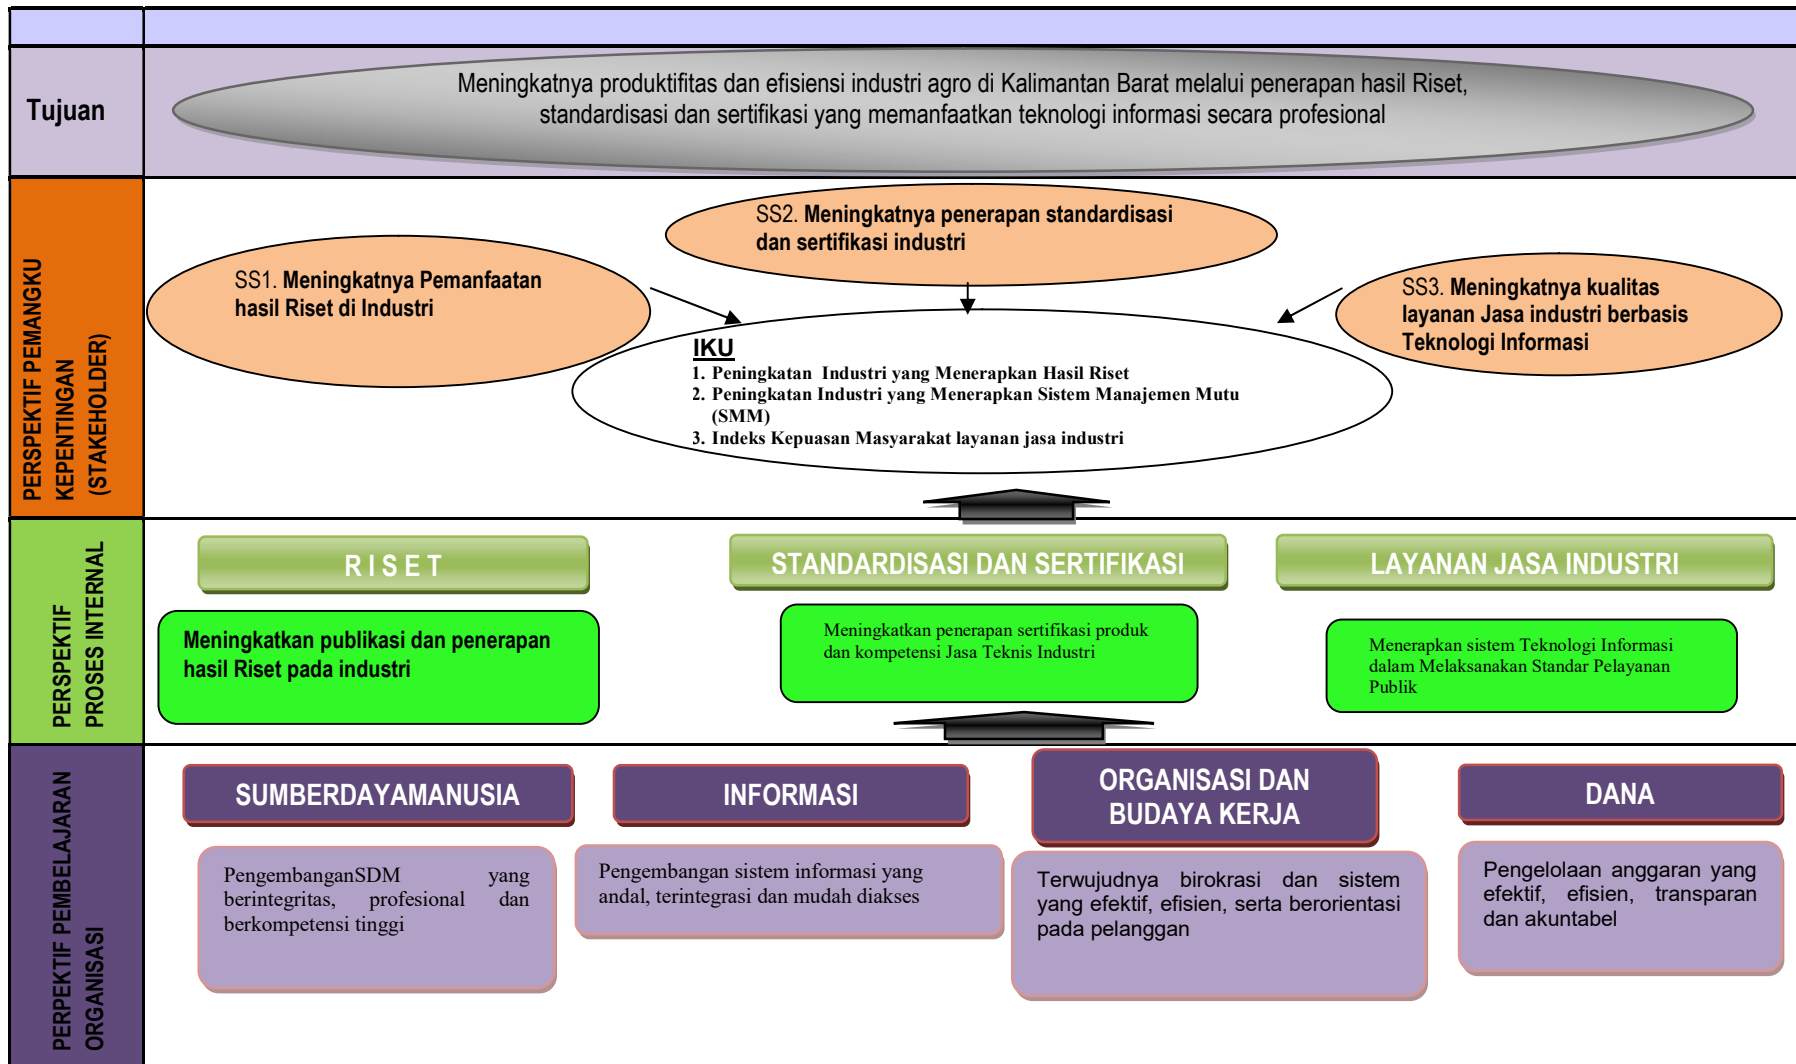 Tujuan
Meningkatnya produktifitas dan efisiensi industri agro di Kalimantan Barat melalui penerapan hasil Riset,
standardisasi dan sertifikasi yang memanfaatkan teknologi informasi secara profesional
PERSPEKTIF PEMANGKU
KEPENTINGAN
(STAKEHOLDER)
SS1. Meningkatnya Pemanfaatan
hasil Riset di Industri
SS2. Meningkatnya penerapan standardisasi
dan sertifikasi industri
SS3. Meningkatnya kualitas
layanan Jasa industri berbasis
Teknologi Informasi
IKU
1. Peningkatan Industri yang Menerapkan Hasil Riset
2. Peningkatan Industri yang Menerapkan Sistem Manajemen Mutu
(SMM)
3. Indeks Kepuasan Masyarakat layanan jasa industri
PERSPEKTIF
PROSES INTERNAL
R I S E T
Meningkatkan publikasi dan penerapan
hasil Riset pada industri
STANDARDISASI DAN SERTIFIKASI
Meningkatkan penerapan sertifikasi produk
dan kompetensi Jasa Teknis Industri
LAYANAN JASA INDUSTRI
Menerapkan sistem Teknologi Informasi
dalam Melaksanakan Standar Pelayanan
Publik
PERPEKTIF PEMBELAJARAN
ORGANISASI
SUMBERDAYAMANUSIA
PengembanganSDM yang
berintegritas, profesional dan
berkompetensi tinggi
INFORMASI
Pengembangan sistem informasi yang
andal, terintegrasi dan mudah diakses
ORGANISASI DAN
BUDAYA KERJA
Terwujudnya birokrasi dan sistem
yang efektif, efisien, serta berorientasi
pada pelanggan
DANA
Pengelolaan anggaran yang
efektif, efisien, transparan
dan akuntabel